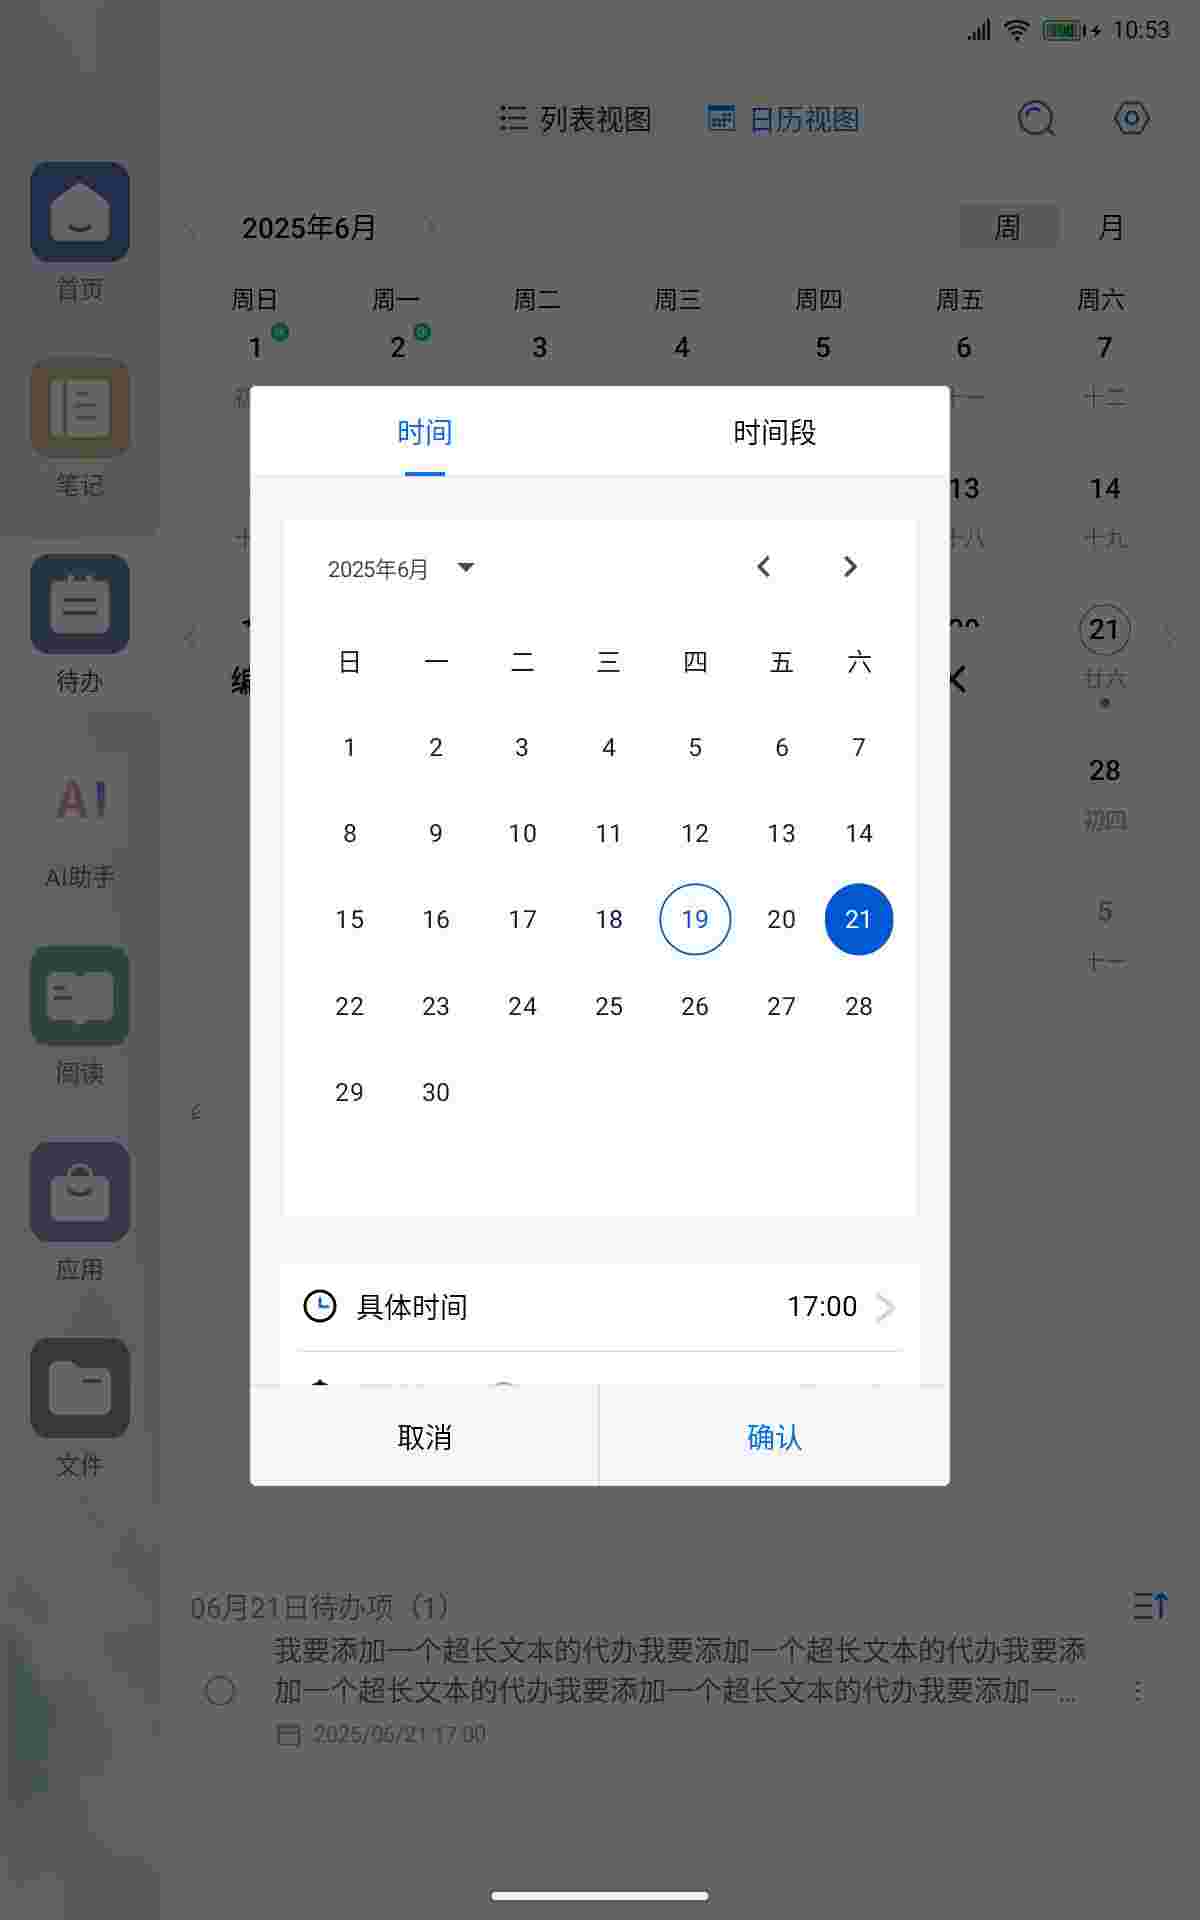 10:53
列表视图 日历视图
2025年6月 周 月
周日 周一 周二 周三 周四 周五 周六
1 2 3 4 5 6 7
十一 十二
13 14
十八 十九
21
廿六
28
初四
5
十一
首页
笔记
待办
AI
AI助手
阅读
应用
文件
时间 时间段
2025年6月
日 一 二 三 四 五 六
1 2 3 4 5 6 7
8 9 10 11 12 13 14
15 16 17 18 19 20 21
22 23 24 25 26 27 28
29 30
具体时间 17:00
取消 确认
06月21日待办项（1）
我要添加一个超长文本的代办我要添加一个超长文本的代办我要添
加一个超长文本的代办我要添加一个超长文本的代办我要添加一...
2025/06/21 17:00